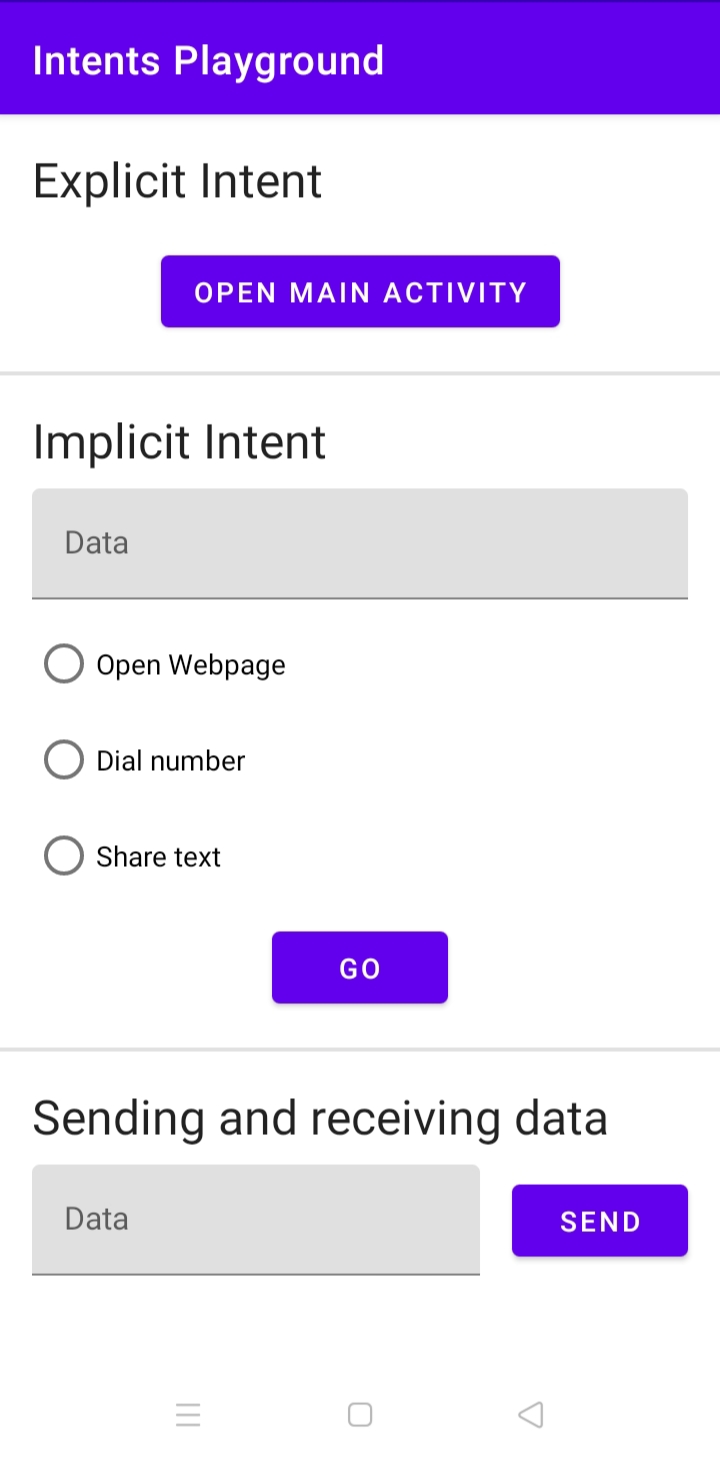 Intents Playground
Explicit Intent
OPEN MAIN ACTIVITY
Implicit Intent
Data
Open Webpage
Dial number
Share text
GO
Sending and receiving data
Data
SEND